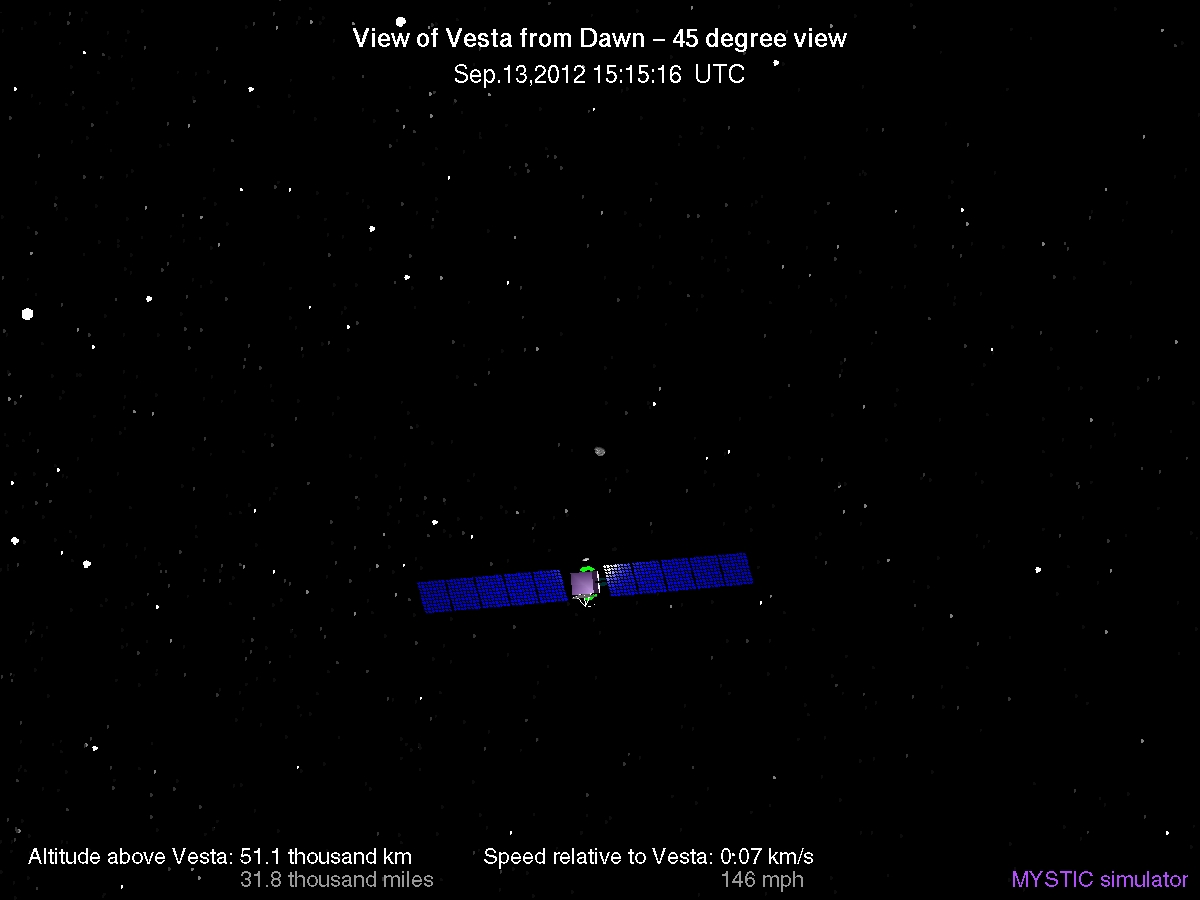 View of Vesta from Dawn – 45 degree view
Sep.13,2012 15:15:16 UTC
Altitude above Vesta: 51.1 thousand km
31.8 thousand miles
Speed relative to Vesta: 0:07 km/s
146 mph
MYSTIC simulator